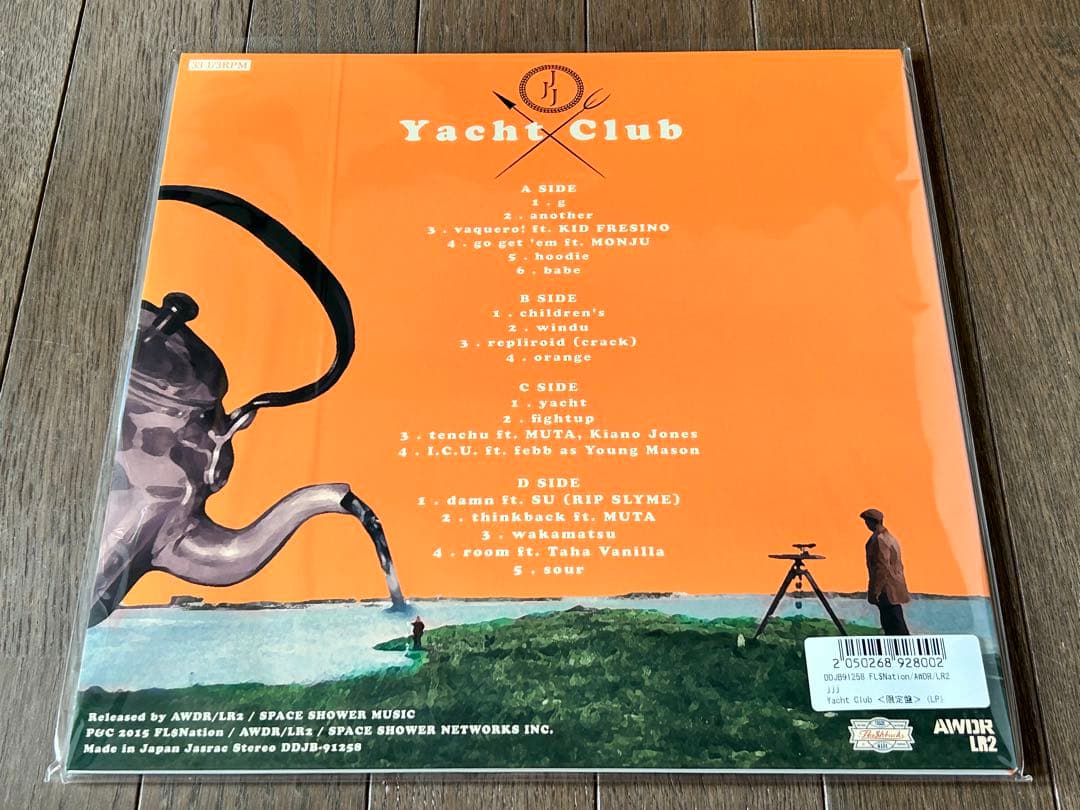 33 1/3RPM
J
J J
Yacht Club
A SIDE
1 . g
2 . another
3 . vaquero! ft. KID FRESINO
4 . go get 'em ft. MONJU
5 . hoodie
6 . babe
B SIDE
1 . children's
2 . windu
3 . repliroid (crack)
4 . orange
C SIDE
1 . yacht
2 . fightup
3 . tenchu ft. MUTA, Kiano Jones
4 . I.C.U. ft. febb as Young Mason
D SIDE
1 . damn ft. SU (RIP SLYME)
2 . thinkback ft. MUTA
3 . wakamatsu
4 . room ft. Taha Vanilla
5 . sour
2 050268 928002
DDJB91258 FL$Nation/AWDR/LR2
jjj
Yacht Club <限定盤> (LP)
Released by AWDR/LR2 / SPACE SHOWER MUSIC
P&C 2015 FL$Nation / AWDR/LR2 / SPACE SHOWER NETWORKS INC.
Made in Japan Jasrac Stereo DDJB-91258
AWDR
LR2